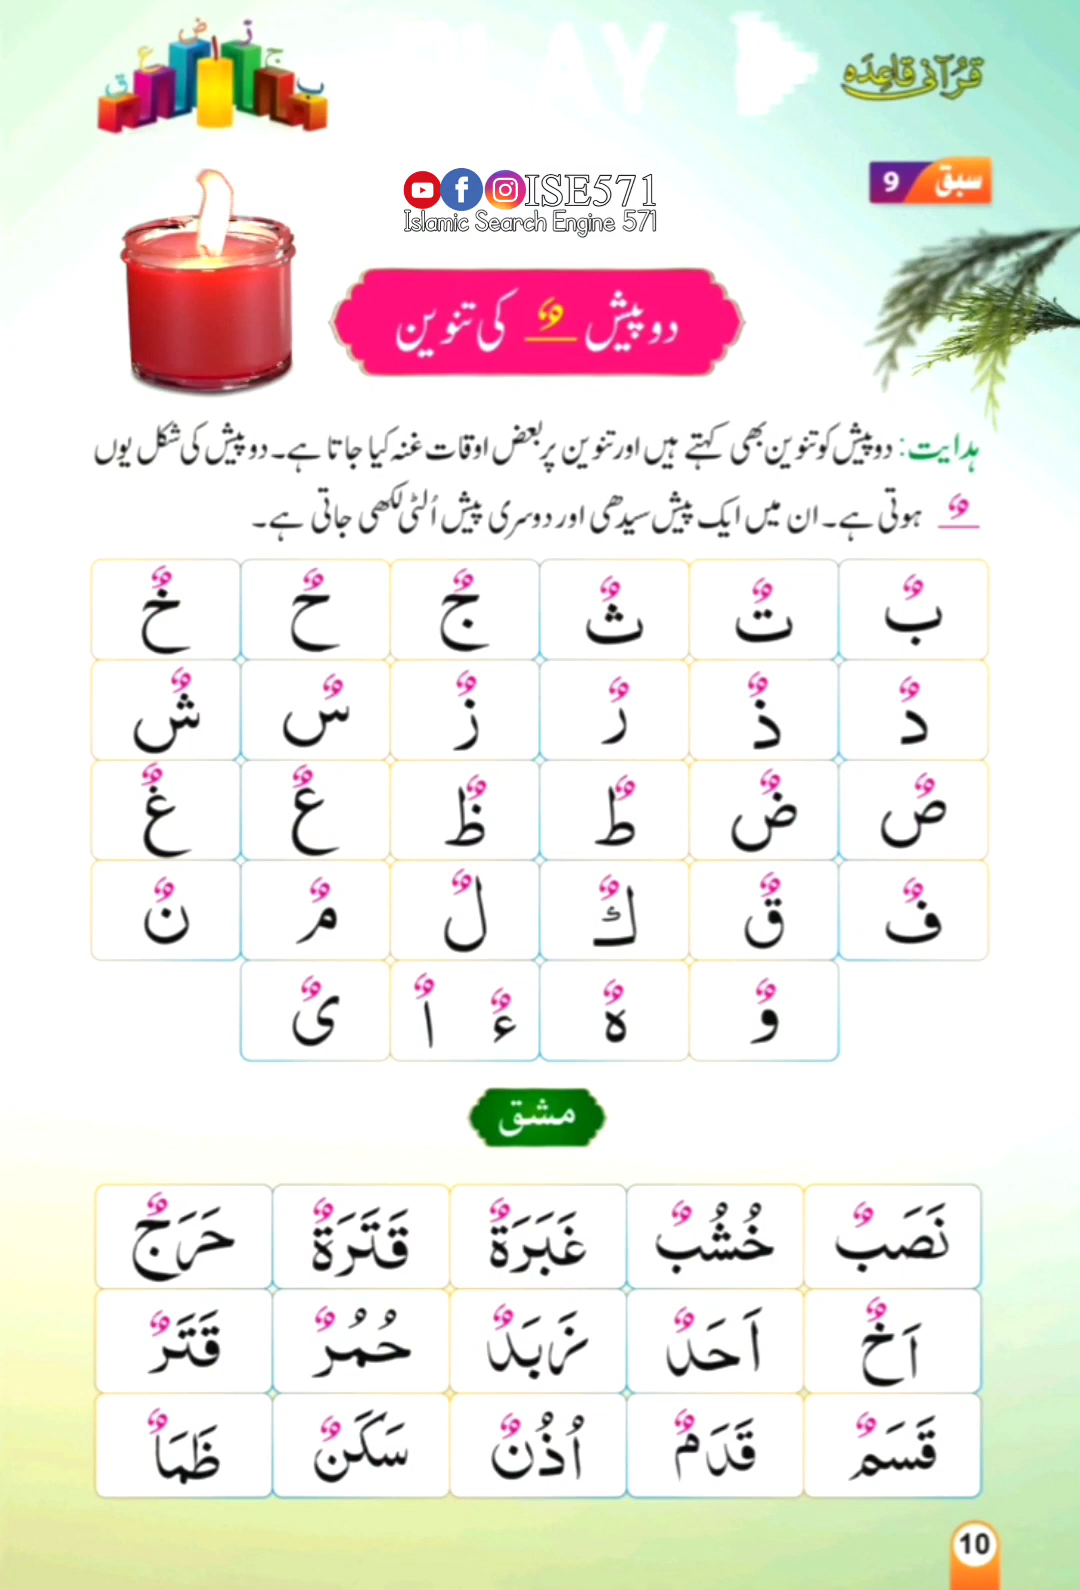 PLAY
قرآنی قاعدہ
ق ع ض ا ز ج ب
سبق 9
ISE571
Islamic Search Engine 571
دو پیش ـٌ کی تنوین
ہدایت: دو پیش کو تنوین بھی کہتے ہیں اور تنوین پر بعض اوقات غنہ کیا جاتا ہے۔ دو پیش کی شکل یوں
ـٌ ہوتی ہے۔ ان میں ایک پیش سیدھی اور دوسری پیش اُلٹی لکھی جاتی ہے۔
بٌ تٌ ثٌ جٌ حٌ خٌ
دٌ ذٌ رٌ زٌ سٌ شٌ
صٌ ضٌ طٌ ظٌ عٌ غٌ
فٌ قٌ كٌ لٌ مٌ نٌ
وٌ هٌ ءٌ اٌ یٌ
مشق
نَصَبٌ خُشُبٌ غَبَرَةٌ قَتَرَةٌ حَرَجٌ
اَخٌ اَحَدٌ زَبَدٌ حُمُرٌ قَتَرٌ
قَسَمٌ قَدَمٌ اُذُنٌ سَكَنٌ ظَمَاٌ
10